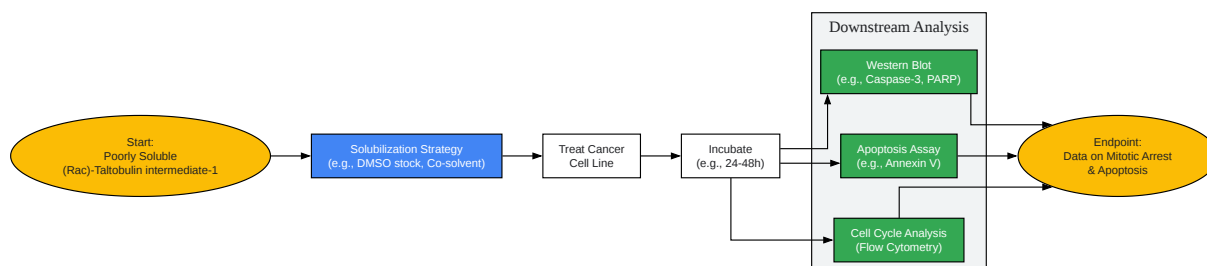 Start:
Poorly Soluble
(Rac)-Taltobulin intermediate-1
Solubilization Strategy
(e.g., DMSO stock, Co-solvent)
Treat Cancer
Cell Line
Incubate
(e.g., 24-48h)
Downstream Analysis
Western Blot
(e.g., Caspase-3, PARP)
Apoptosis Assay
(e.g., Annexin V)
Cell Cycle Analysis
(Flow Cytometry)
Endpoint:
Data on Mitotic Arrest
& Apoptosis